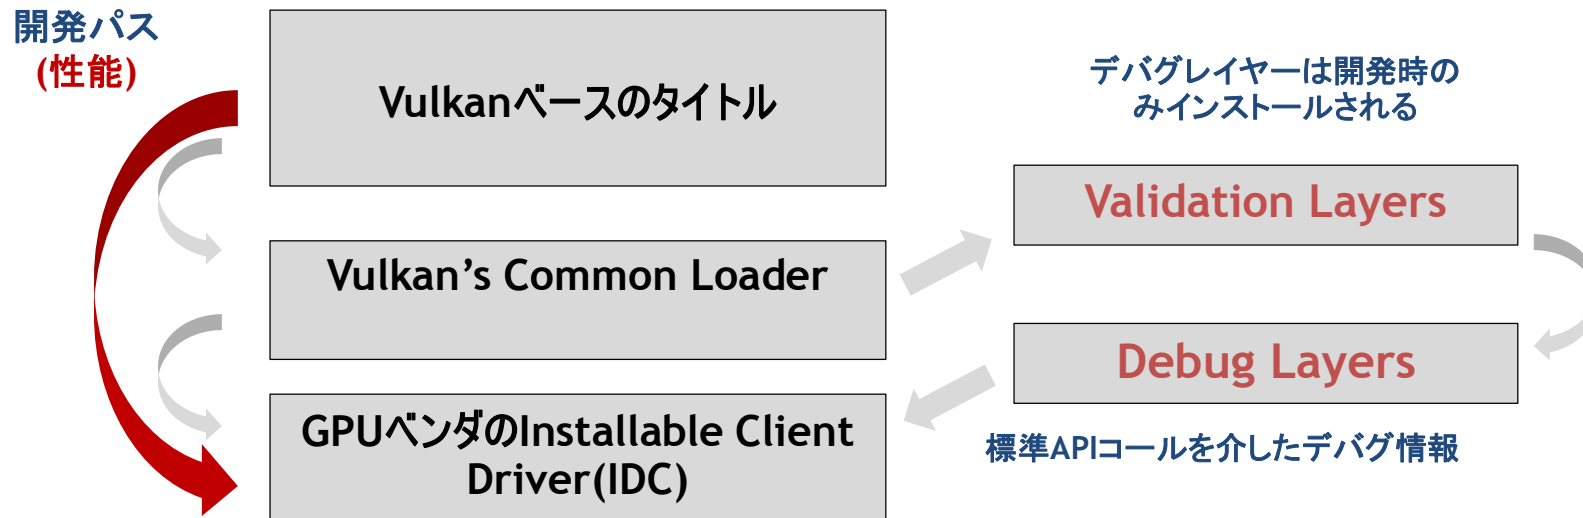 開発パス
(性能)
Vulkanベースのタイトル
デバグレイヤーは開発時の
みインストールされる
Validation Layers
Vulkan’s Common Loader
Debug Layers
GPUベンダのInstallable Client
Driver(IDC)
標準APIコールを介したデバグ情報